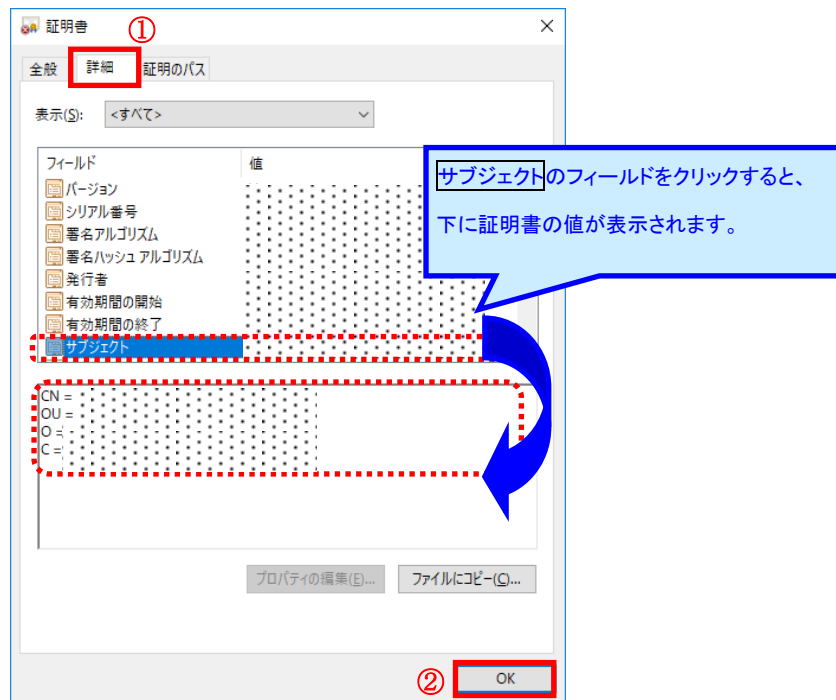 証明書
①
全般 詳細 証明のパス
表示(S): <すべて>
フィールド 値
バージョン
シリアル番号
署名アルゴリズム
署名ハッシュ アルゴリズム
発行者
有効期間の開始
有効期間の終了
サブジェクト
サブジェクトのフィールドをクリックすると、
下に証明書の値が表示されます。
CN =
OU =
O =
C =
プロパティの編集(E)... ファイルにコピー(C)...
② OK